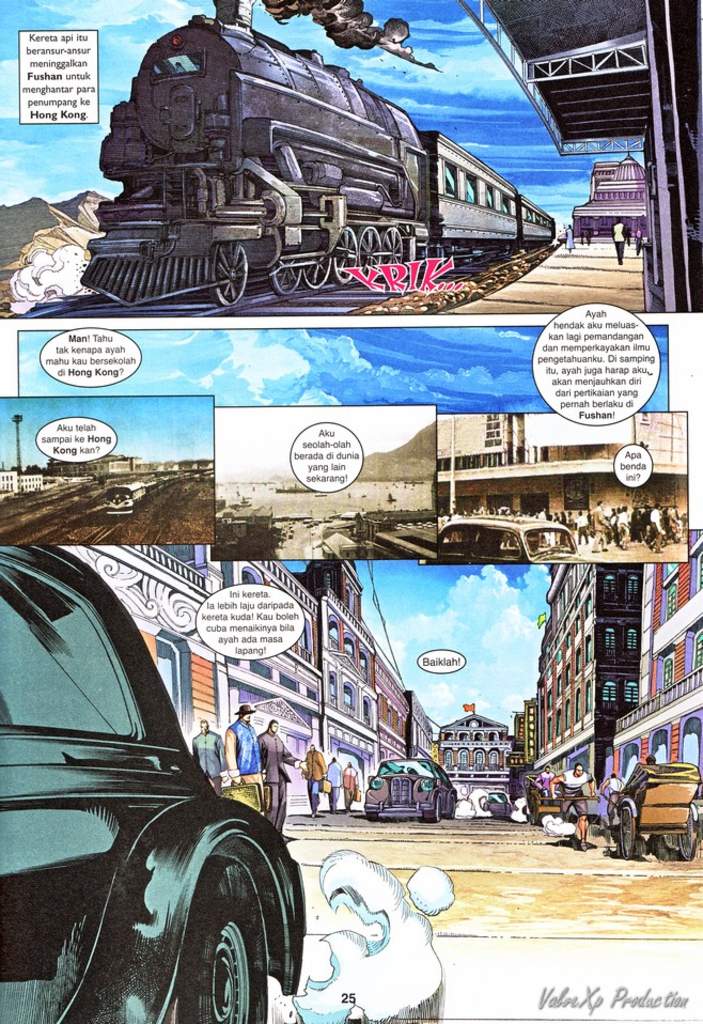 Kereta api itu
beransur-ansur
meninggalkan
Fushan untuk
menghantar para
penumpang ke
Hong Kong.
KRIK...
Man! Tahu
tak kenapa ayah
mahu kau bersekolah
di Hong Kong?
Ayah
hendak aku meluas-
kan lagi pemandangan
dan memperkayakan ilmu
pengetahuanku. Di samping
itu, ayah juga harap aku,
akan menjauhkan diri
dari pertikaian yang
pernah berlaku di
Fushan!
Aku telah
sampai ke Hong
Kong kan?
Aku
seolah-olah
berada di dunia
yang lain
sekarang!
Apa
benda
ini?
Ini kereta.
Ia lebih laju daripada
kereta kuda! Kau boleh
cuba menaikinya bila
ayah ada masa
lapang!
Baiklah!
25
ValorXp Production